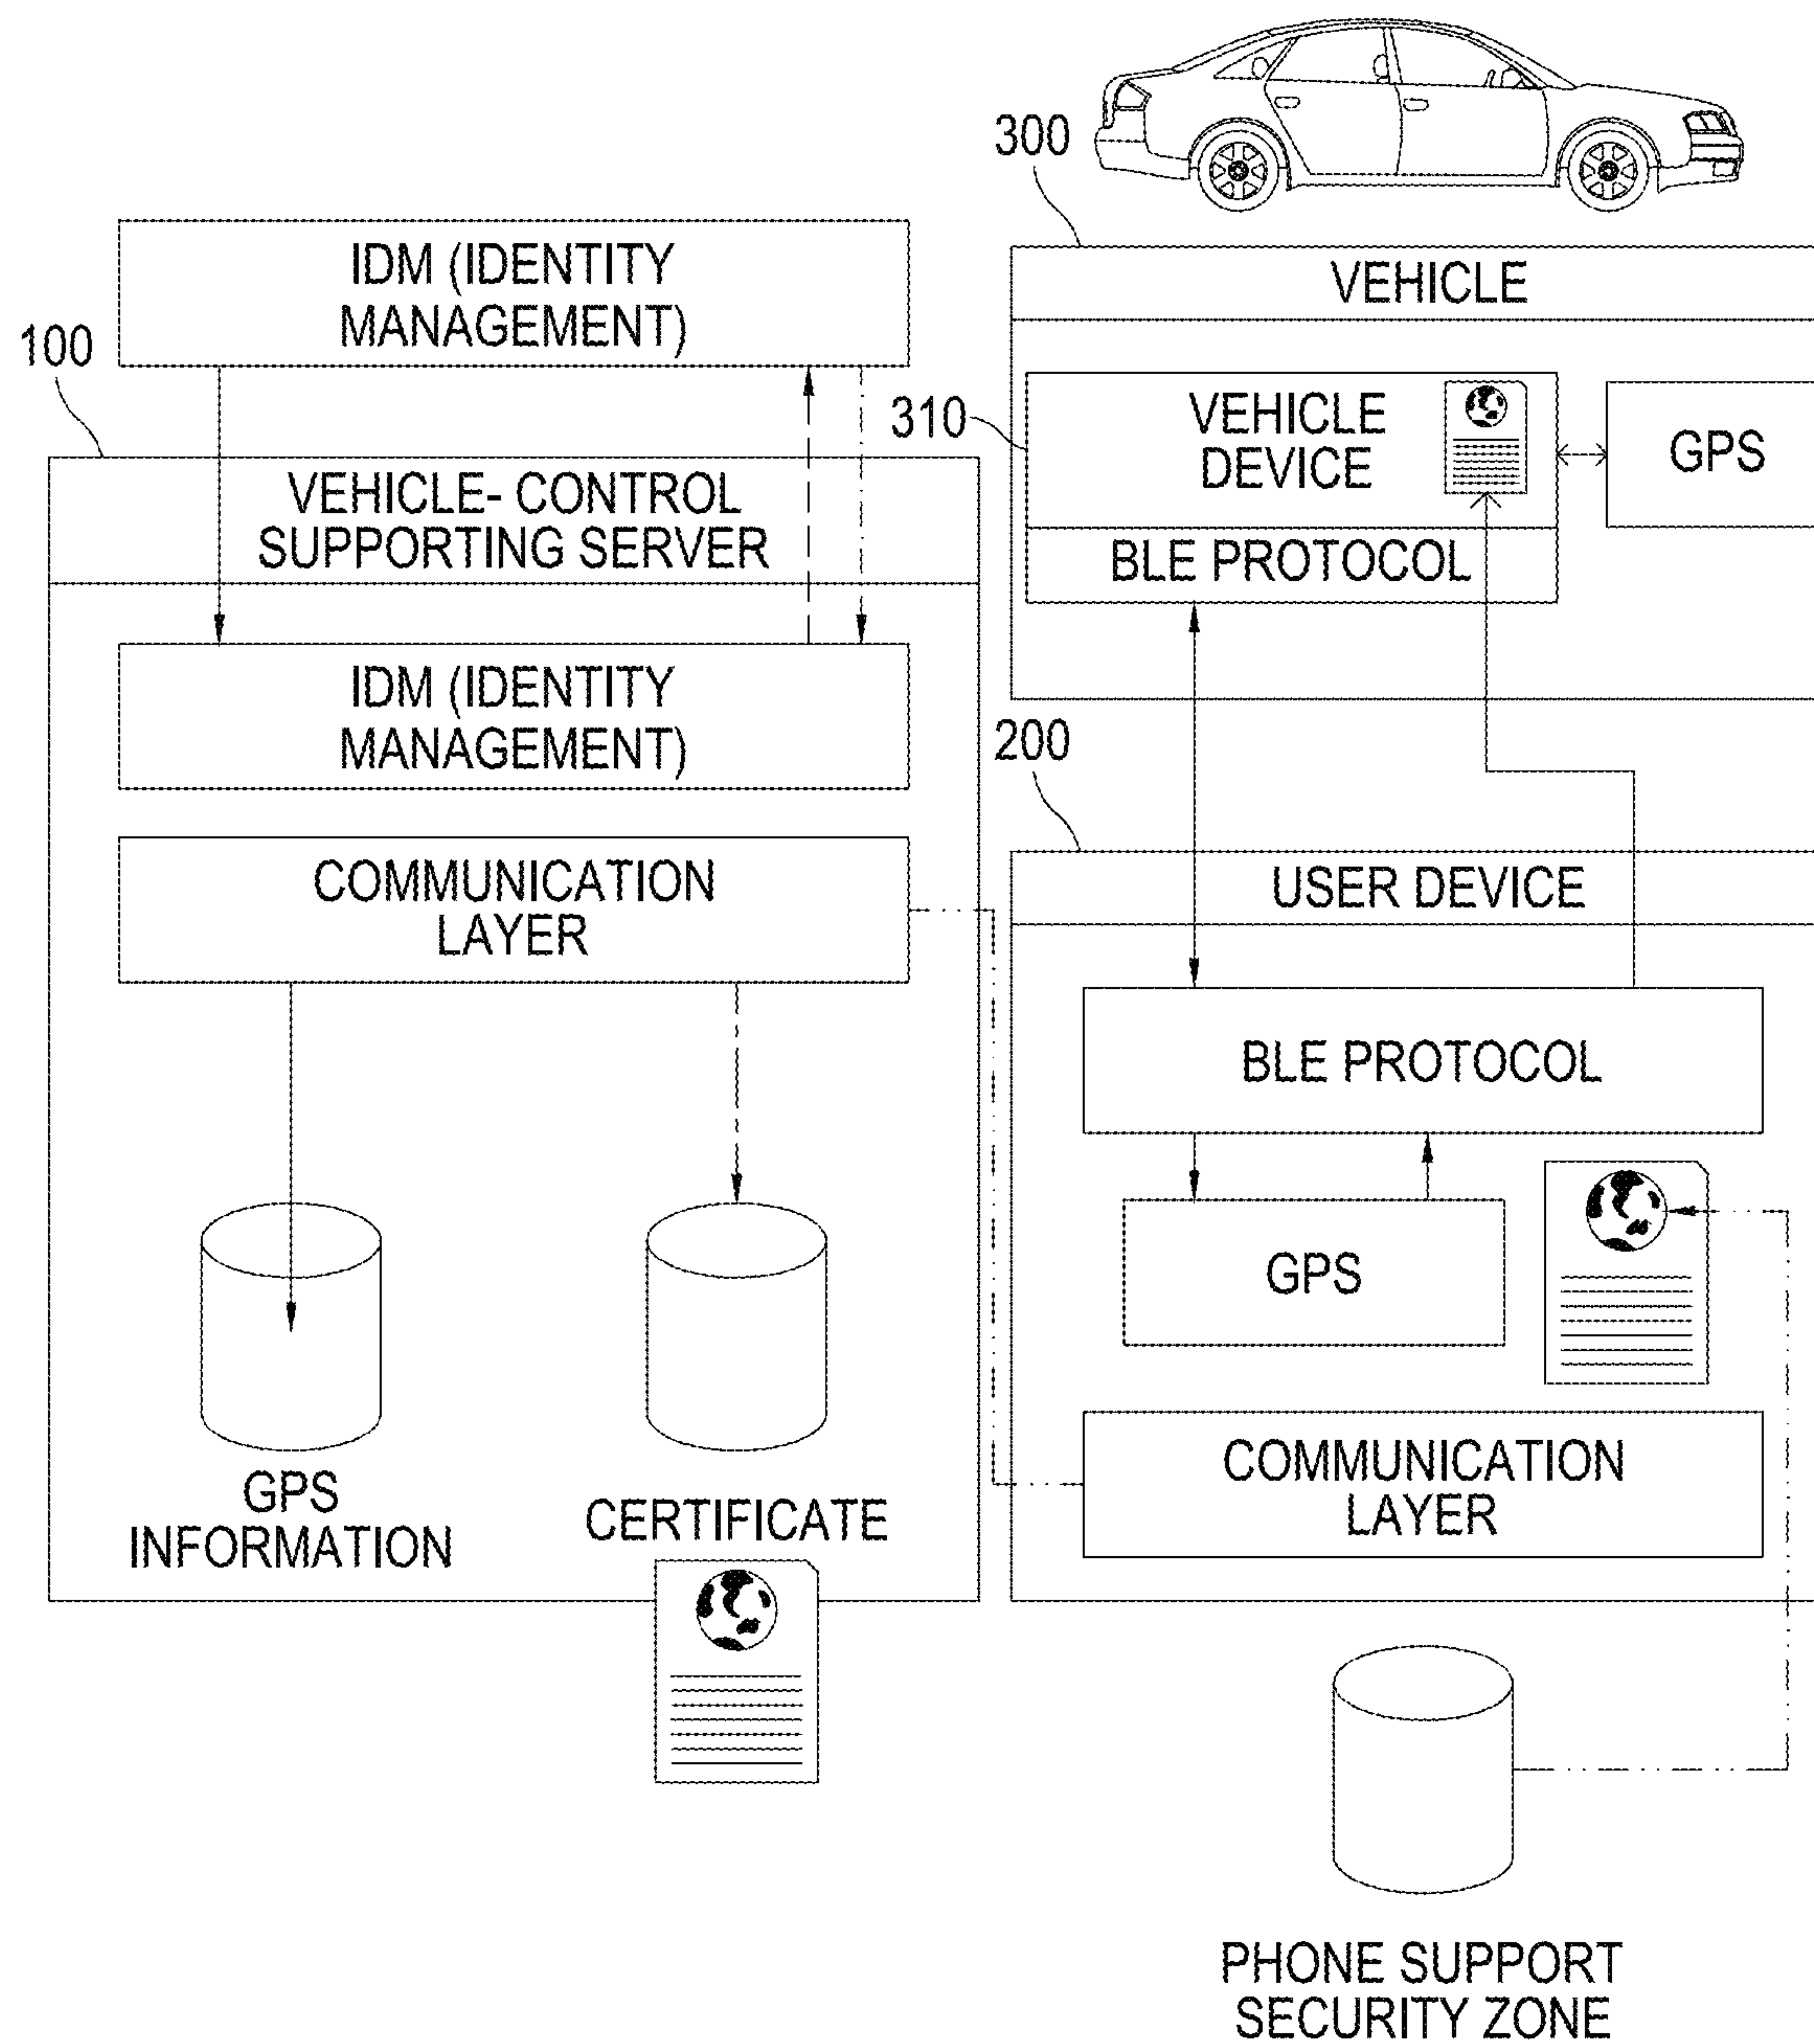 IDM (IDENTITY
MANAGEMENT)
100
VEHICLE- CONTROL
SUPPORTING SERVER
IDM (IDENTITY
MANAGEMENT)
COMMUNICATION
LAYER
GPS
INFORMATION
CERTIFICATE
300
VEHICLE
310
VEHICLE
DEVICE
GPS
BLE PROTOCOL
200
USER DEVICE
BLE PROTOCOL
GPS
COMMUNICATION
LAYER
PHONE SUPPORT
SECURITY ZONE